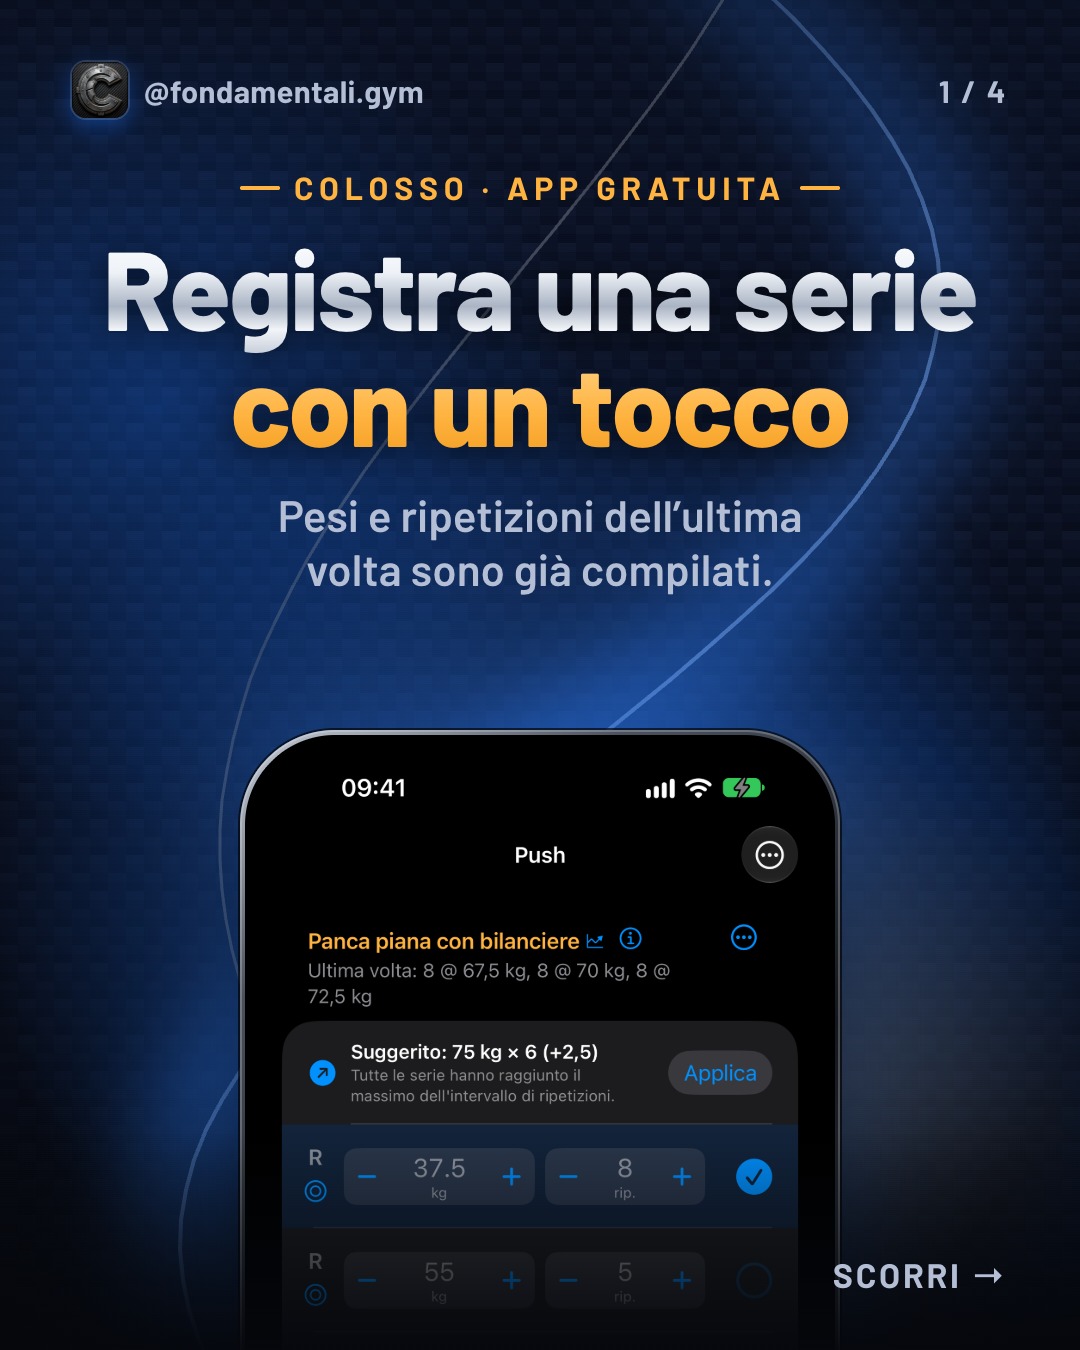 @fondamentali.gym
1 / 4
COLOSSO · APP GRATUITA
Registra una serie
con un tocco
Pesi e ripetizioni dell’ultima
volta sono già compilati.
09:41
Push
Panca piana con bilanciere
Ultima volta: 8 @ 67,5 kg, 8 @ 70 kg, 8 @
72,5 kg
Suggerito: 75 kg × 6 (+2,5)
Tutte le serie hanno raggiunto il
massimo dell'intervallo di ripetizioni.
Applica
R
− 37.5 +
kg
− 8 +
rip.
R
− 55 +
kg
− 5 +
rip.
SCORRI →